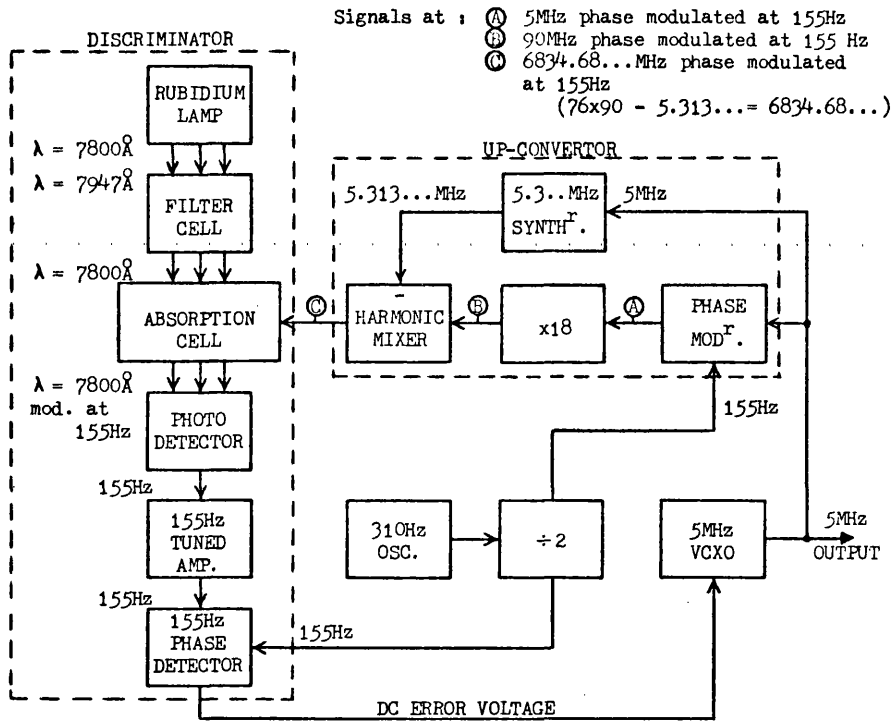 Signals at : Ⓐ 5MHz phase modulated at 155Hz
Ⓑ 90MHz phase modulated at 155 Hz
Ⓒ 6834.68...MHz phase modulated
at 155Hz
(76x90 - 5.313...= 6834.68...)
DISCRIMINATOR
RUBIDIUM
LAMP
λ = 7800Å
λ = 7947Å
FILTER
CELL
λ = 7800Å
ABSORPTION
CELL
λ = 7800Å
mod. at
155Hz
PHOTO
DETECTOR
155Hz
155Hz
TUNED
AMP.
155Hz
155Hz
PHASE
DETECTOR
UP-CONVERTOR
5.313...MHz
5.3..MHz
SYNTHʳ.
5MHz
Ⓒ
HARMONIC
MIXER
Ⓑ
x18
Ⓐ
PHASE
MODʳ.
155Hz
310Hz
OSC.
÷2
5MHz
VCXO
5MHz
OUTPUT
155Hz
DC ERROR VOLTAGE